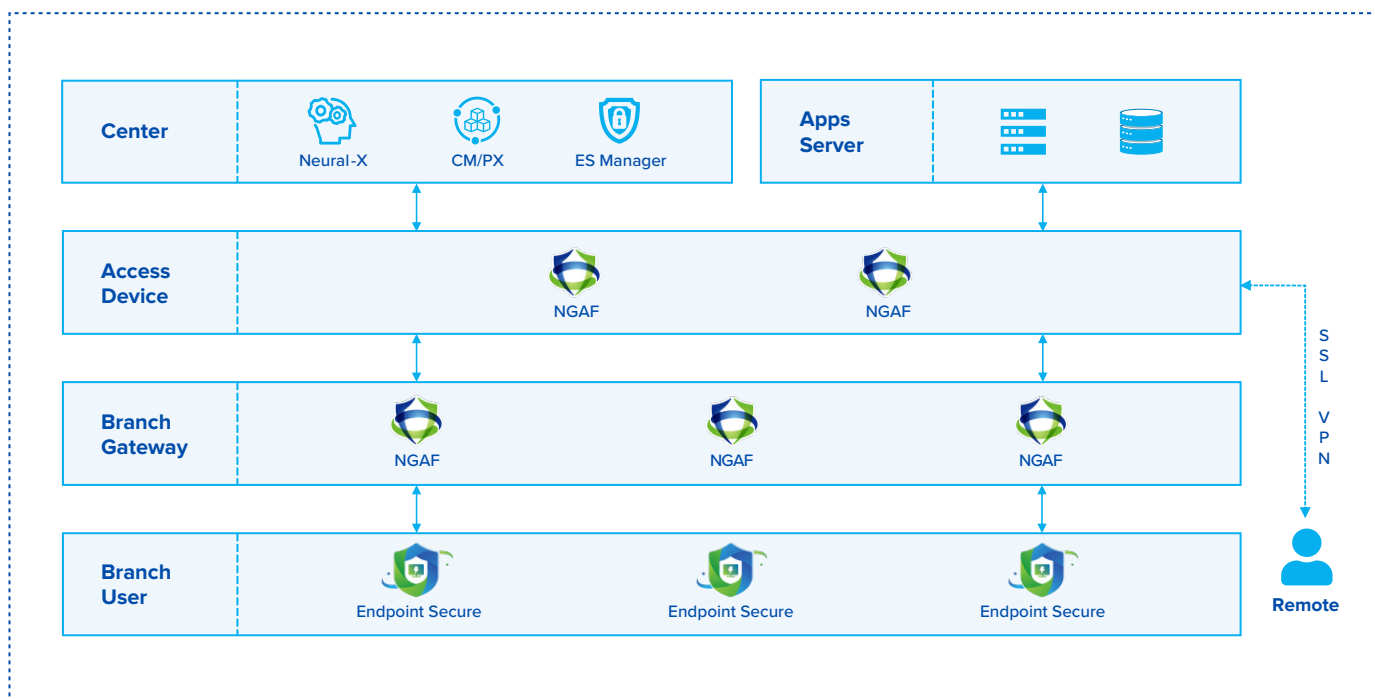 Center
Neural-X
CM/PX
ES Manager
Apps
Server
Access
Device
NGAF
NGAF
S
S
L
V
P
N
Branch
Gateway
NGAF
NGAF
NGAF
Branch
User
Endpoint Secure
Endpoint Secure
Endpoint Secure
Remote